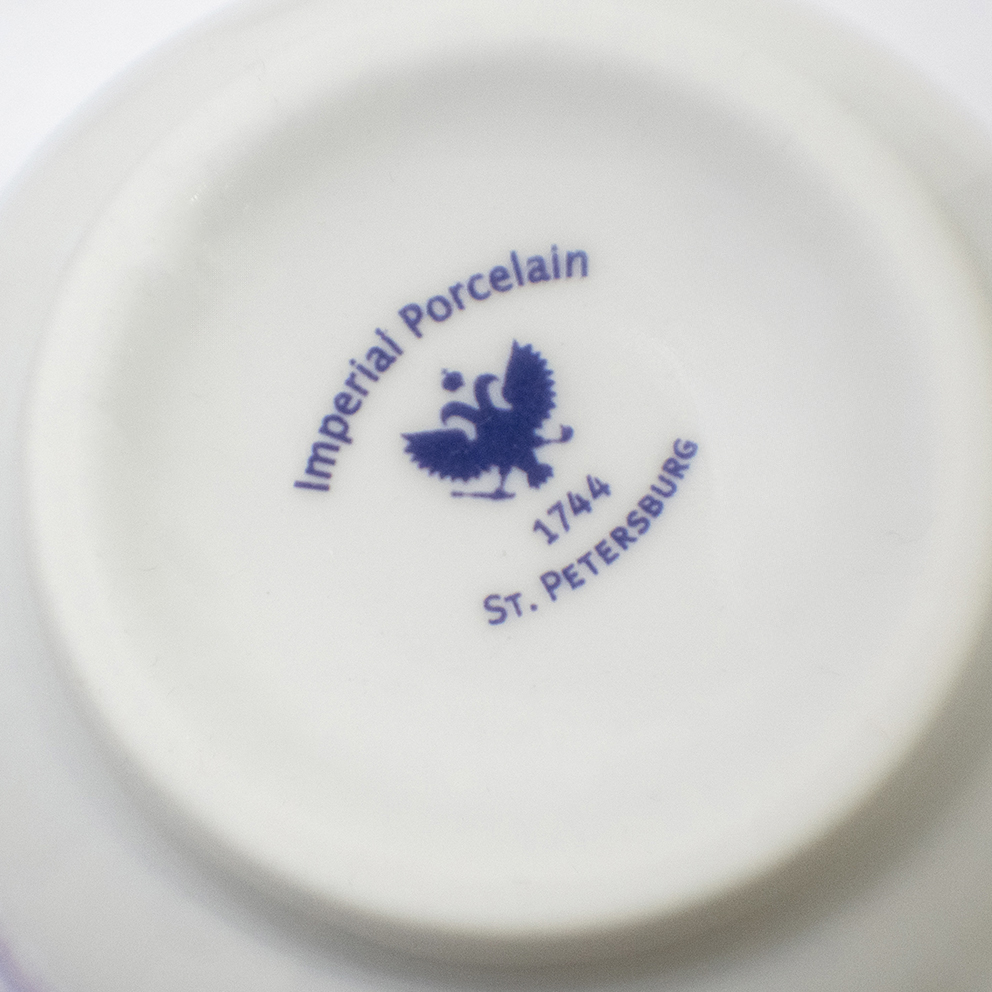 Imperial Porcelain
1744
St. Petersburg